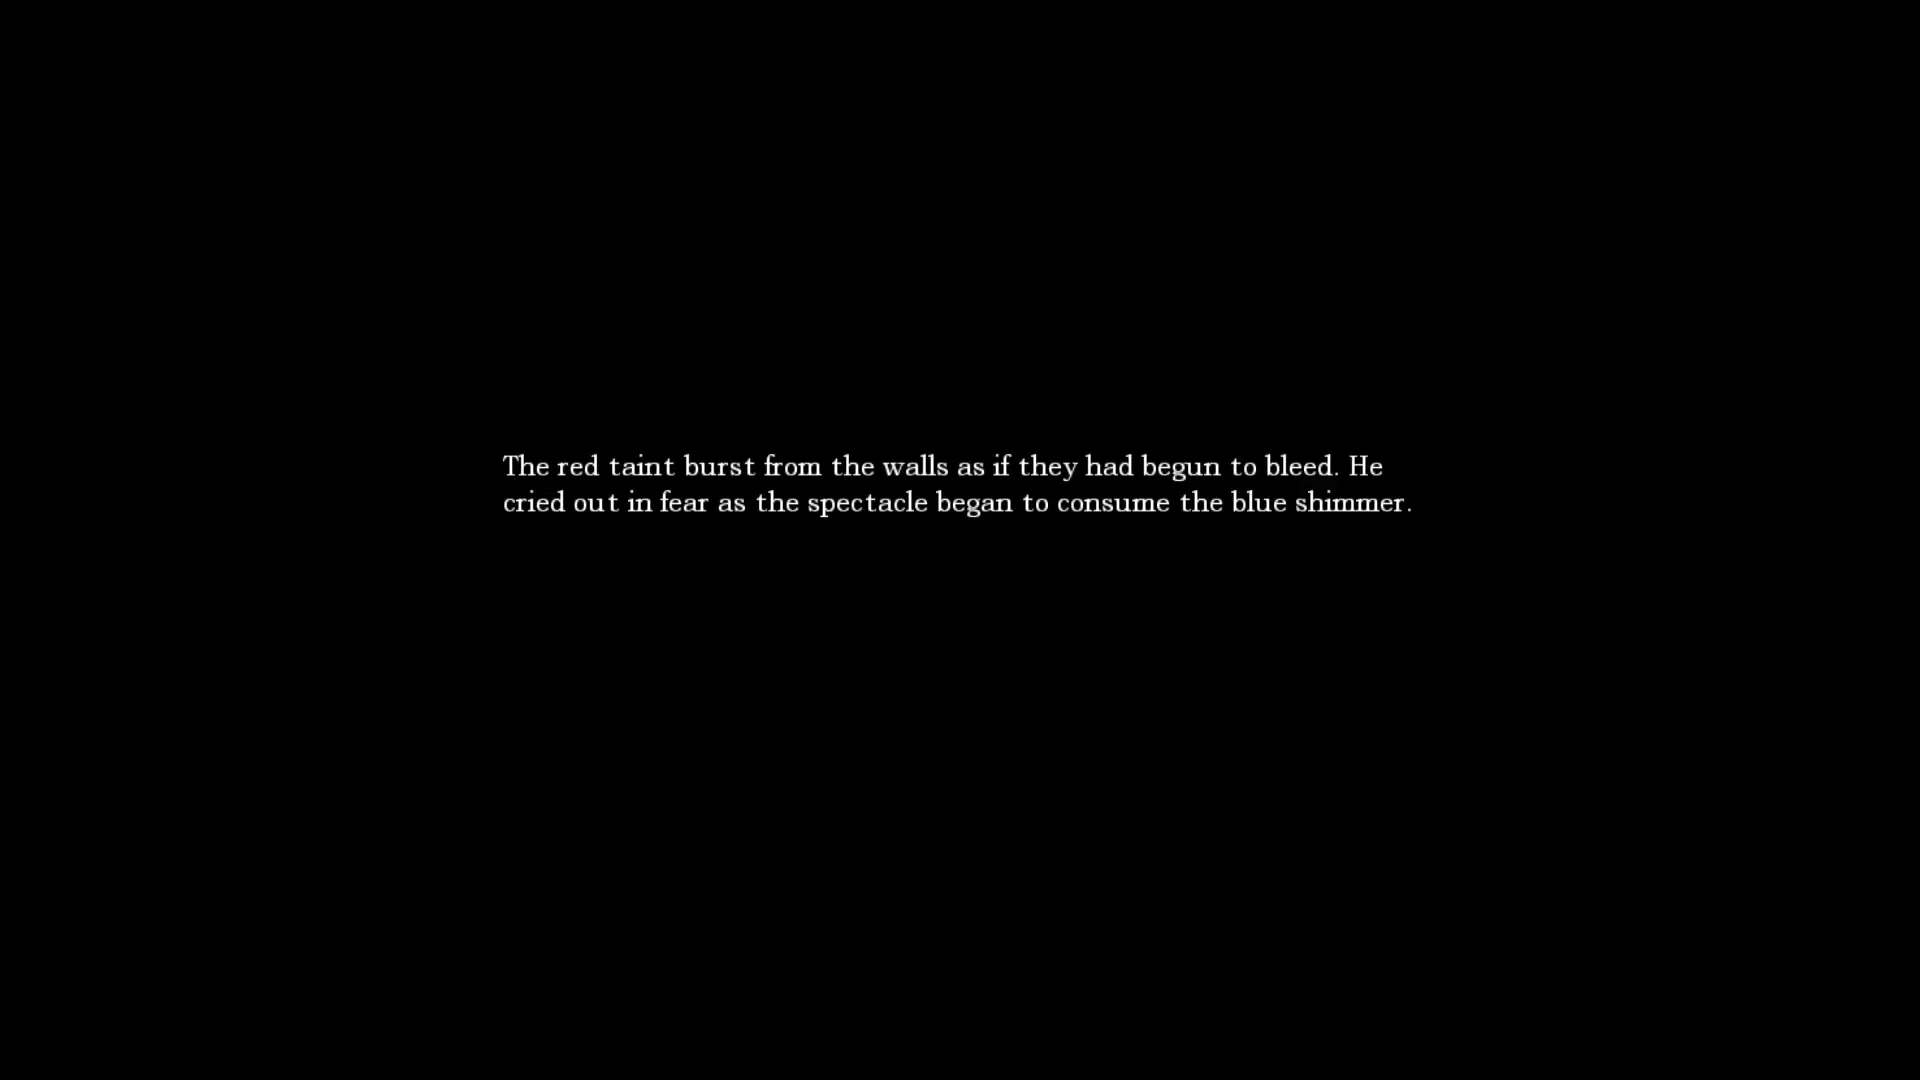 The red taint burst from the walls as if they had begun to bleed. He
cried out in fear as the spectacle began to consume the blue shimmer.